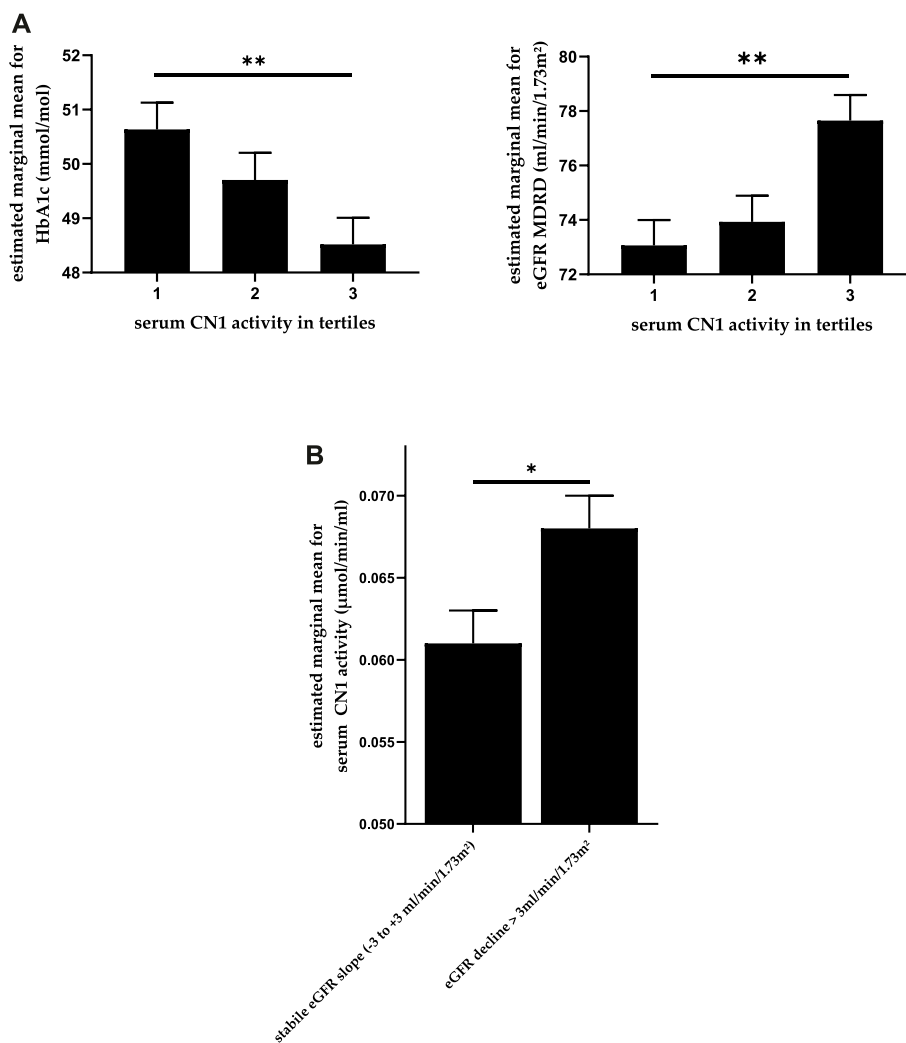 A
estimated marginal mean for
HbA1c (mmol/mol)
52
51
50
49
48
**
1 2 3
serum CN1 activity in tertiles
estimated marginal mean for
eGFR MDRD (ml/min/1.73m²)
80
78
76
74
72
**
1 2 3
serum CN1 activity in tertiles
B
estimated marginal mean for
serum CN1 activity (µmol/min/ml)
0.070
0.065
0.060
0.055
0.050
*
stabile eGFR slope (-3 to +3 ml/min/1.73m²)
eGFR decline > 3ml/min/1.73m²